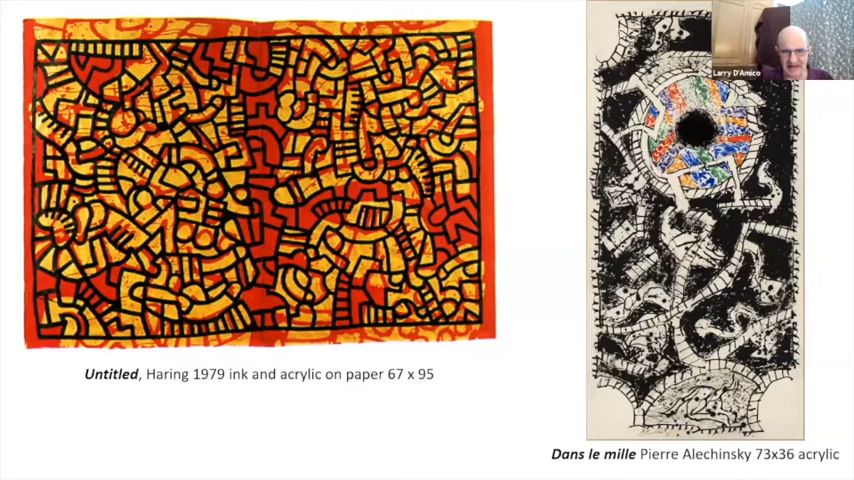 Larry D'Amico
Untitled, Haring 1979 ink and acrylic on paper 67 x 95
Dans le mille Pierre Alechinsky 73x36 acrylic